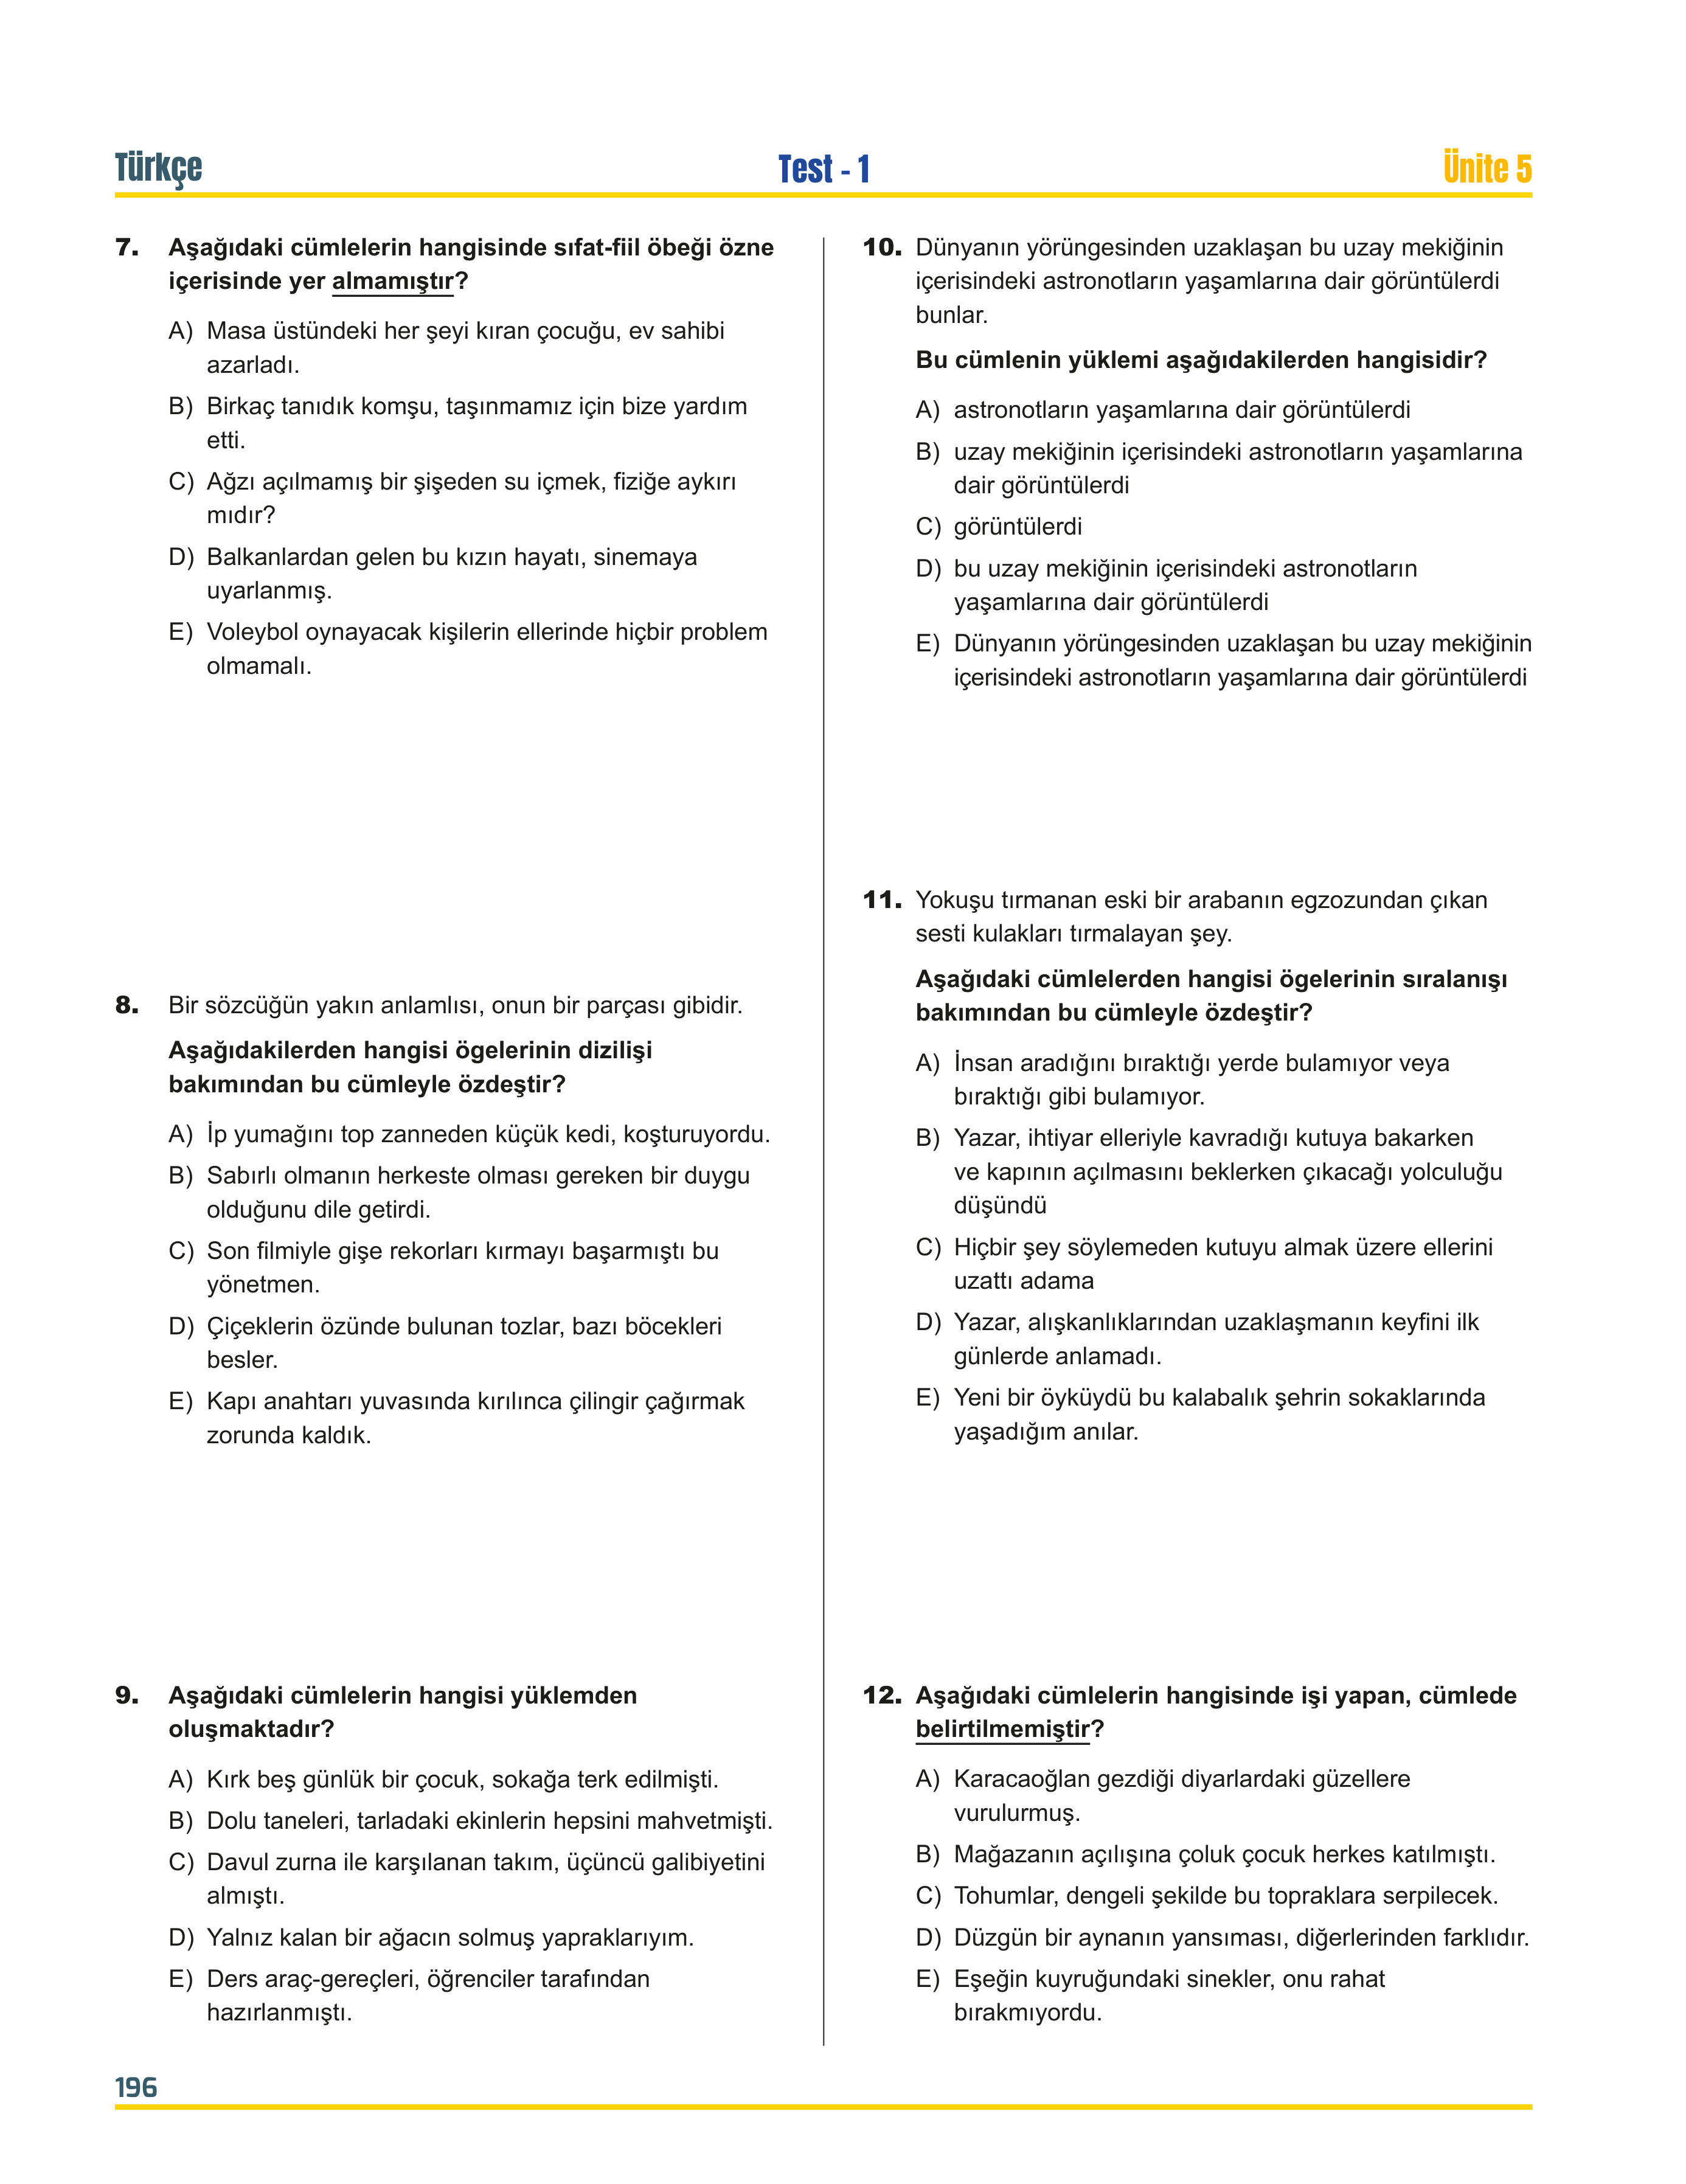 Türkçe
Test - 1
Ünite 5
7. Aşağıdaki cümlelerin hangisinde sıfat-fiil öbeği özne
içerisinde yer almamıştır?
A) Masa üstündeki her şeyi kıran çocuğu, ev sahibi
azarladı.
B) Birkaç tanıdık komşu, taşınmamız için bize yardım
etti.
C) Ağzı açılmamış bir şişeden su içmek, fiziğe aykırı
mıdır?
D) Balkanlardan gelen bu kızın hayatı, sinemaya
uyarlanmış.
E) Voleybol oynayacak kişilerin ellerinde hiçbir problem
olmamalı.
8. Bir sözcüğün yakın anlamlısı, onun bir parçası gibidir.
Aşağıdakilerden hangisi ögelerinin dizilişi
bakımından bu cümleyle özdeştir?
A) İp yumağını top zanneden küçük kedi, koşturuyordu.
B) Sabırlı olmanın herkeste olması gereken bir duygu
olduğunu dile getirdi.
C) Son filmiyle gişe rekorları kırmayı başarmıştı bu
yönetmen.
D) Çiçeklerin özünde bulunan tozlar, bazı böcekleri
besler.
E) Kapı anahtarı yuvasında kırılınca çilingir çağırmak
zorunda kaldık.
9. Aşağıdaki cümlelerin hangisi yüklemden
oluşmaktadır?
A) Kırk beş günlük bir çocuk, sokağa terk edilmişti.
B) Dolu taneleri, tarladaki ekinlerin hepsini mahvetmişti.
C) Davul zurna ile karşılanan takım, üçüncü galibiyetini
almıştı.
D) Yalnız kalan bir ağacın solmuş yapraklarıyım.
E) Ders araç-gereçleri, öğrenciler tarafından
hazırlanmıştı.
10. Dünyanın yörüngesinden uzaklaşan bu uzay mekiğinin
içerisindeki astronotların yaşamlarına dair görüntülerdi
bunlar.
Bu cümlenin yüklemi aşağıdakilerden hangisidir?
A) astronotların yaşamlarına dair görüntülerdi
B) uzay mekiğinin içerisindeki astronotların yaşamlarına
dair görüntülerdi
C) görüntülerdi
D) bu uzay mekiğinin içerisindeki astronotların
yaşamlarına dair görüntülerdi
E) Dünyanın yörüngesinden uzaklaşan bu uzay mekiğinin
içerisindeki astronotların yaşamlarına dair görüntülerdi
11. Yokuşu tırmanan eski bir arabanın egzozundan çıkan
sesti kulakları tırmalayan şey.
Aşağıdaki cümlelerden hangisi ögelerinin sıralanışı
bakımından bu cümleyle özdeştir?
A) İnsan aradığını bıraktığı yerde bulamıyor veya
bıraktığı gibi bulamıyor.
B) Yazar, ihtiyar elleriyle kavradığı kutuya bakarken
ve kapının açılmasını beklerken çıkacağı yolculuğu
düşündü
C) Hiçbir şey söylemeden kutuyu almak üzere ellerini
uzattı adama
D) Yazar, alışkanlıklarından uzaklaşmanın keyfini ilk
günlerde anlamadı.
E) Yeni bir öyküydü bu kalabalık şehrin sokaklarında
yaşadığım anılar.
12. Aşağıdaki cümlelerin hangisinde işi yapan, cümlede
belirtilmemiştir?
A) Karacaoğlan gezdiği diyarlardaki güzellere
vurulurmuş.
B) Mağazanın açılışına çoluk çocuk herkes katılmıştı.
C) Tohumlar, dengeli şekilde bu topraklara serpilecek.
D) Düzgün bir aynanın yansıması, diğerlerinden farklıdır.
E) Eşeğin kuyruğundaki sinekler, onu rahat
bırakmıyordu.
196